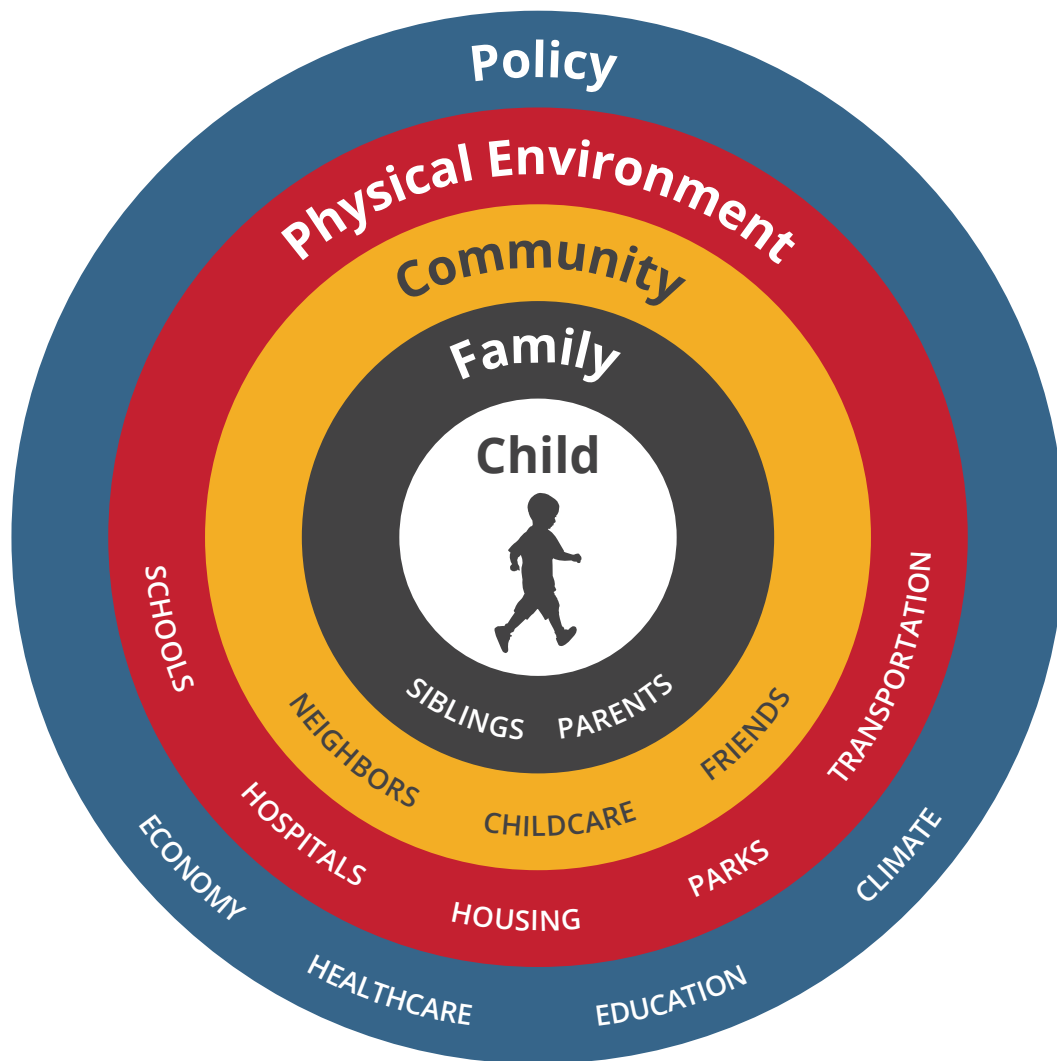 Policy
Physical Environment
Community
Family
Child
SIBLINGS
PARENTS
NEIGHBORS
CHILDCARE
FRIENDS
SCHOOLS
HOSPITALS
HOUSING
PARKS
TRANSPORTATION
ECONOMY
HEALTHCARE
EDUCATION
CLIMATE